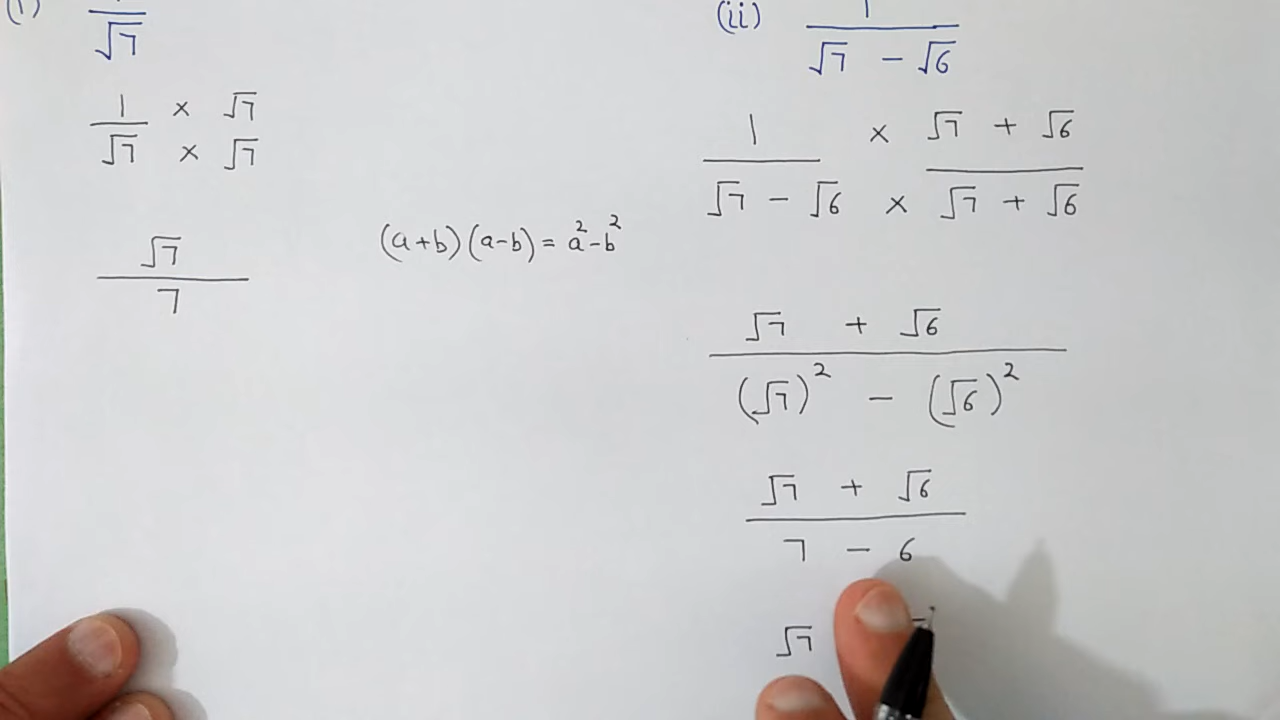 (i) 1/√7
1/√7 × √7/√7
√7/7
(a+b)(a-b) = a²-b²
(ii) 1/(√7 - √6)
1/(√7 - √6) × (√7 + √6)/(√7 + √6)
(√7 + √6)/((√7)² - (√6)²)
(√7 + √6)/(7 - 6)
√7